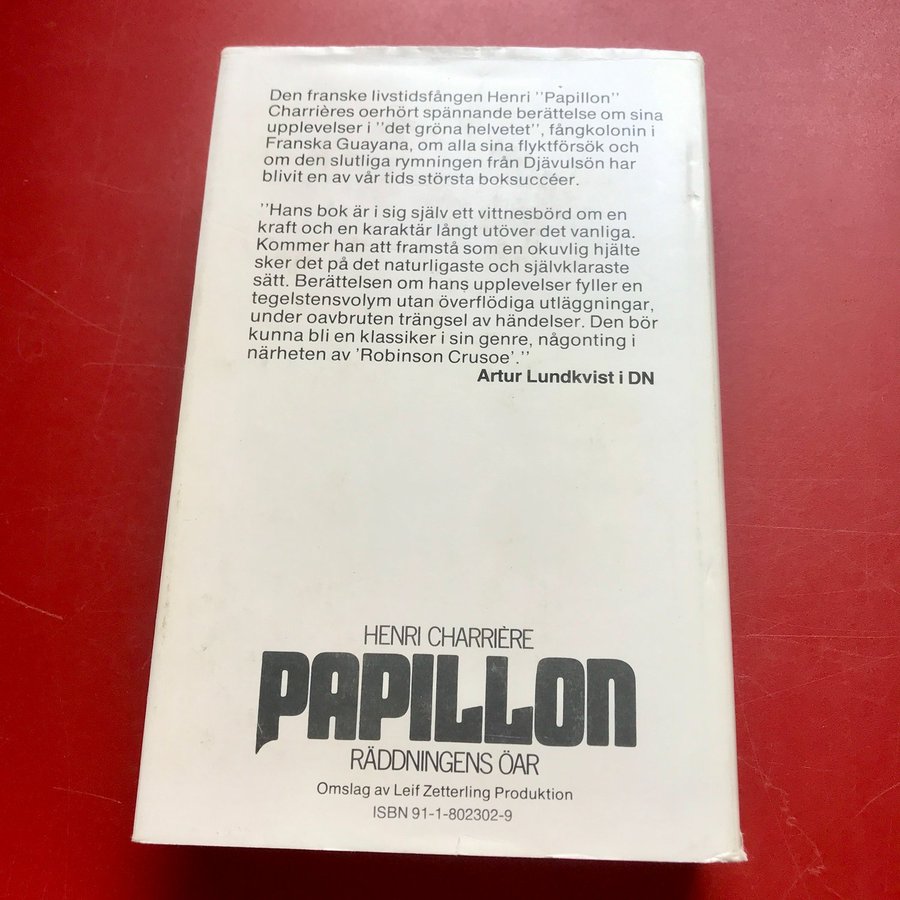 Den franske livstidsfången Henri ''Papillon''
Charrières oerhört spännande berättelse om sina
upplevelser i ''det gröna helvetet'', fångkolonin i
Franska Guayana, om alla sina flyktförsök och
om den slutliga rymningen från Djävulsön har
blivit en av vår tids största boksuccéer.
''Hans bok är i sig själv ett vittnesbörd om en
kraft och en karaktär långt utöver det vanliga.
Kommer han att framstå som en okuvlig hjälte
sker det på det naturligaste och självklaraste
sätt. Berättelsen om hans upplevelser fyller en
tegelstensvolym utan överflödiga utläggningar,
under oavbruten trängsel av händelser. Den bör
kunna bli en klassiker i sin genre, någonting i
närheten av 'Robinson Crusoe'.''
Artur Lundkvist i DN
HENRI CHARRIÈRE
PAPILLON
RÄDDNINGENS ÖAR
Omslag av Leif Zetterling Produktion
ISBN 91-1-802302-9